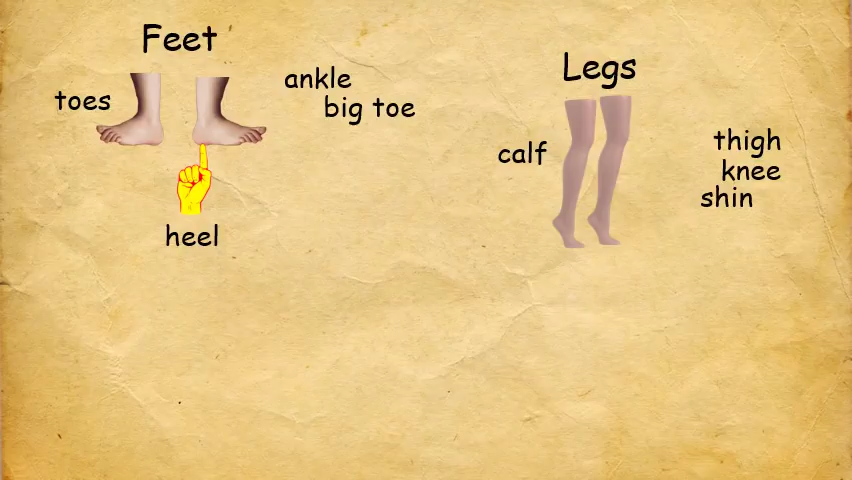 Feet
toes
ankle
big toe
heel
Legs
calf
thigh
knee
shin